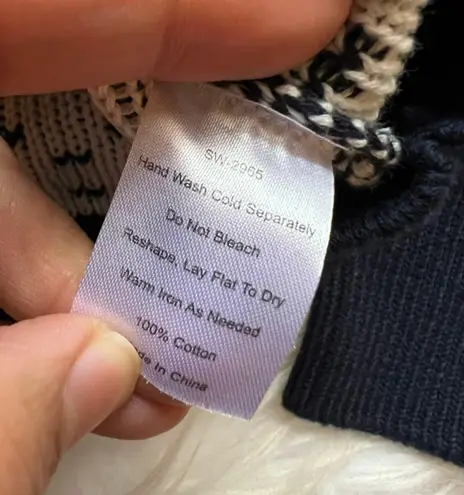 SW-2965
Hand Wash Cold Separately
Do Not Bleach
Reshape, Lay Flat To Dry
Warm Iron As Needed
100% Cotton
de In China